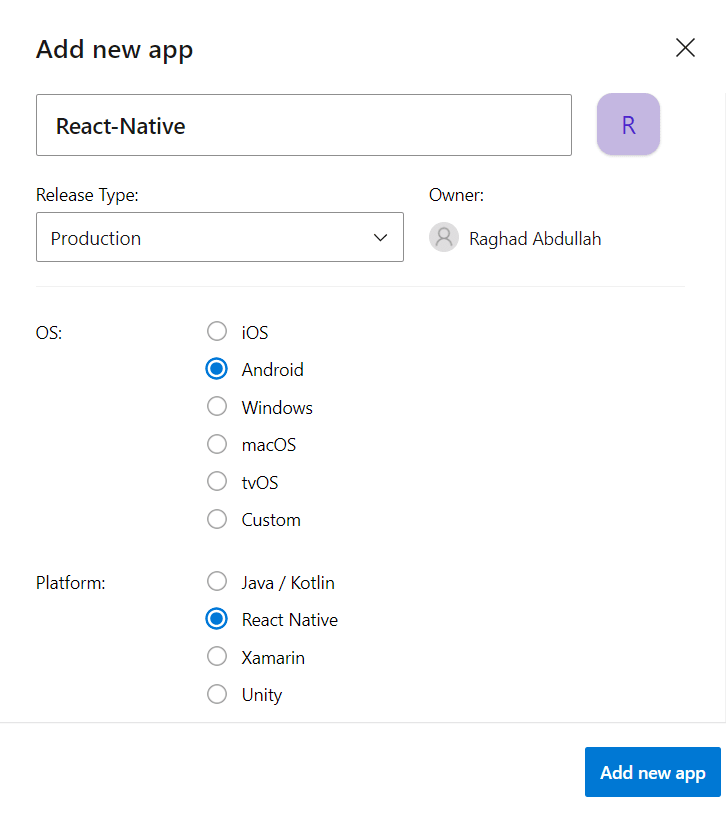 Add new app
React-Native
R
Release Type:
Owner:
Production
Raghad Abdullah
OS:
iOS
Android
Windows
macOS
tvOS
Custom
Platform:
Java / Kotlin
React Native
Xamarin
Unity
Add new app